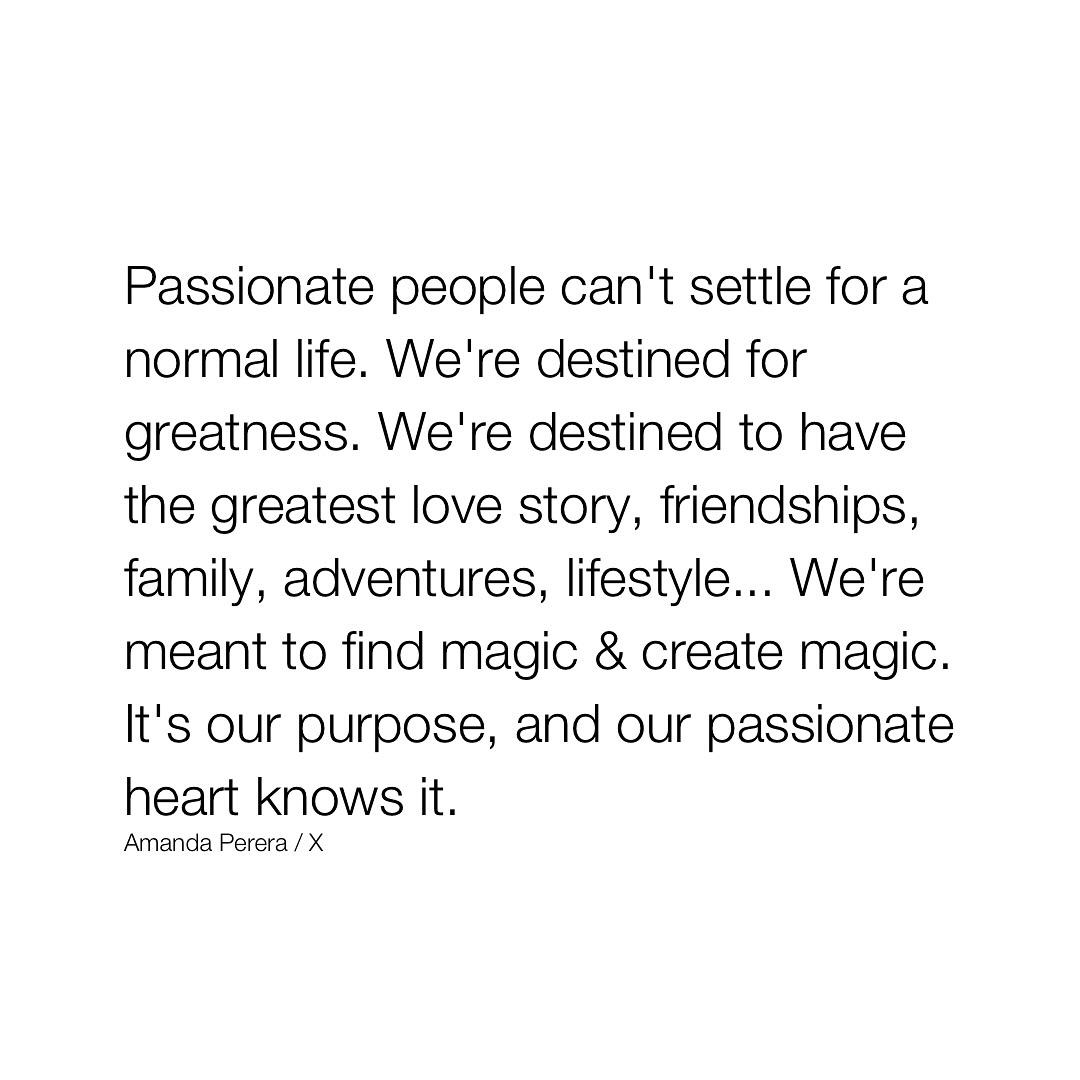 Passionate people can't settle for a
normal life. We're destined for
greatness. We're destined to have
the greatest love story, friendships,
family, adventures, lifestyle... We're
meant to find magic & create magic.
It's our purpose, and our passionate
heart knows it.
Amanda Perera / X